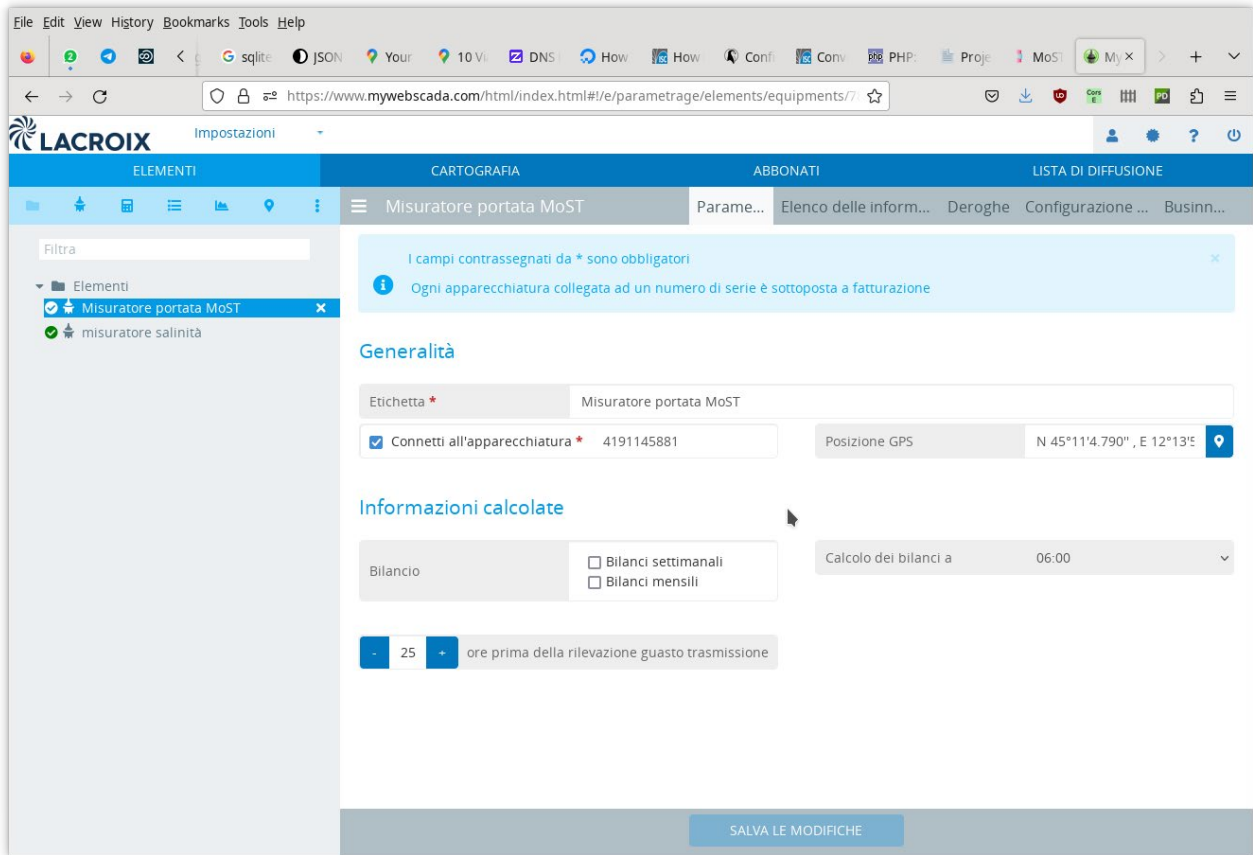 File Edit View History Bookmarks Tools Help
2 sqlite JSON Your 10 Vi DNS How How Confi Conv PHP: Proje MoST My
https://www.mywebscada.com/html/index.html#!/e/parametrage/elements/equipments/7
LACROIX Impostazioni ?
ELEMENTI CARTOGRAFIA ABBONATI LISTA DI DIFFUSIONE
Misuratore portata MoST Parame... Elenco delle inform... Deroghe Configurazione ... Businn...
Filtra
I campi contrassegnati da * sono obbligatori
Ogni apparecchiatura collegata ad un numero di serie è sottoposta a fatturazione
Elementi
Misuratore portata MoST
misuratore salinità
Generalità
Etichetta * Misuratore portata MoST
Connetti all'apparecchiatura * 4191145881 Posizione GPS N 45°11'4.790" , E 12°13'5
Informazioni calcolate
Bilancio Bilanci settimanali Calcolo dei bilanci a 06:00
Bilanci mensili
- 25 + ore prima della rilevazione guasto trasmissione
SALVA LE MODIFICHE